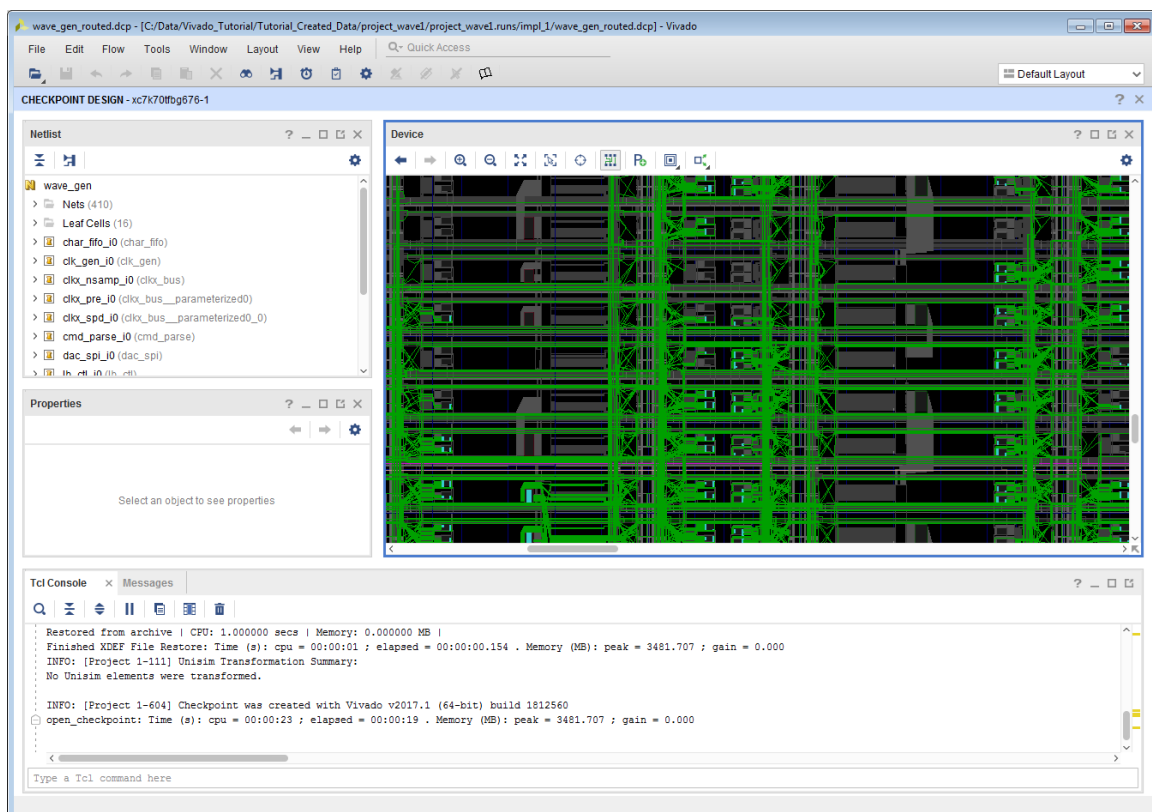 wave_gen_routed.dcp - [C:/Data/Vivado_Tutorial/Tutorial_Created_Data/project_wave1/project_wave1.runs/impl_1/wave_gen_routed.dcp] - Vivado
File Edit Flow Tools Window Layout View Help Quick Access
Default Layout
CHECKPOINT DESIGN - xc7k70tfbg676-1
Netlist
wave_gen
Nets (410)
Leaf Cells (16)
char_fifo_i0 (char_fifo)
clk_gen_i0 (clk_gen)
clkx_nsamp_i0 (clkx_bus)
clkx_pre_i0 (clkx_bus__parameterized0)
clkx_spd_i0 (clkx_bus__parameterized0_0)
cmd_parse_i0 (cmd_parse)
dac_spi_i0 (dac_spi)
lb_ctl_i0 (lb_ctl)
Properties
Select an object to see properties
Device
Tcl Console Messages
Restored from archive | CPU: 1.000000 secs | Memory: 0.000000 MB |
Finished XDEF File Restore: Time (s): cpu = 00:00:01 ; elapsed = 00:00:00.154 . Memory (MB): peak = 3481.707 ; gain = 0.000
INFO: [Project 1-111] Unisim Transformation Summary:
No Unisim elements were transformed.
INFO: [Project 1-604] Checkpoint was created with Vivado v2017.1 (64-bit) build 1812560
open_checkpoint: Time (s): cpu = 00:00:23 ; elapsed = 00:00:19 . Memory (MB): peak = 3481.707 ; gain = 0.000
Type a Tcl command here